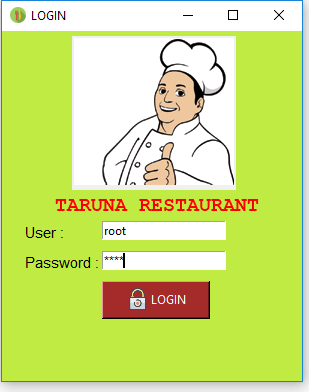 LOGIN
TARUNA RESTAURANT
User : root
Password : ****
LOGIN